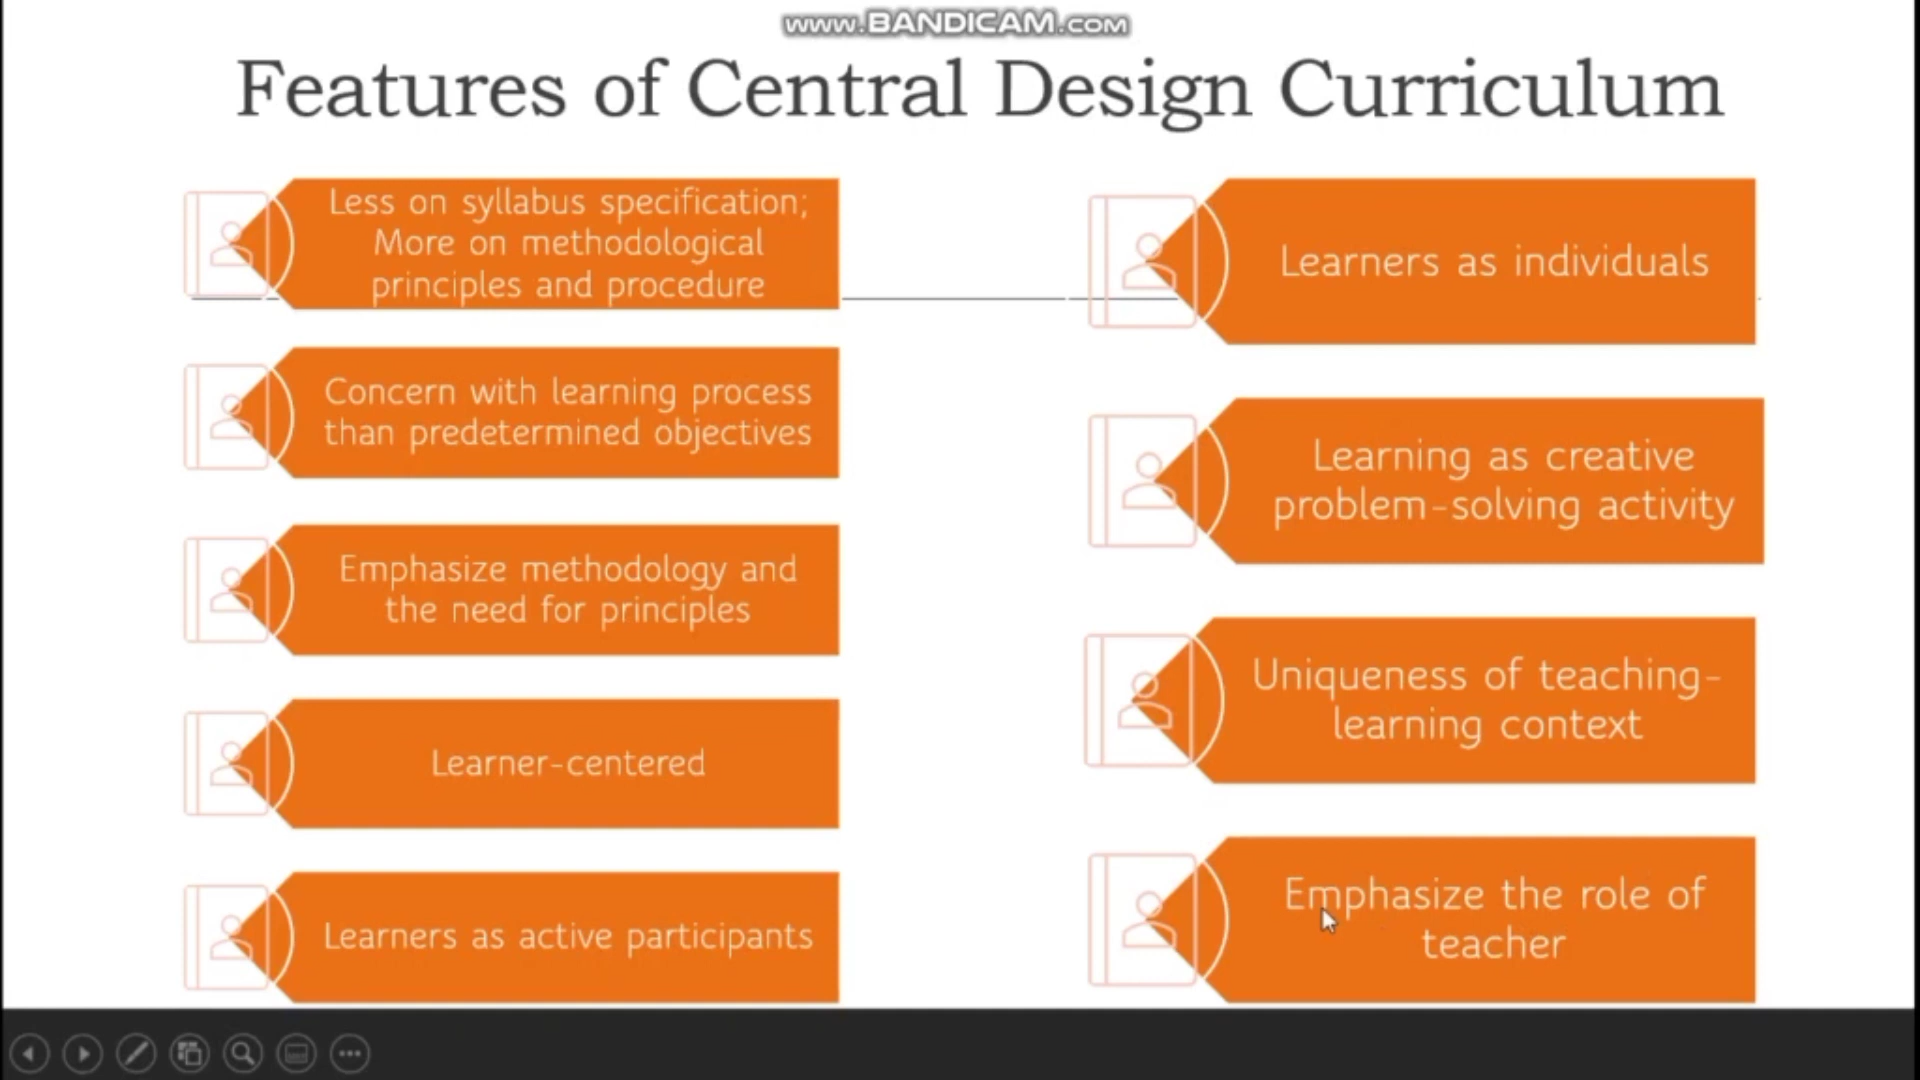 www.BANDICAM.com
Features of Central Design Curriculum
Less on syllabus specification;
More on methodological
principles and procedure
Concern with learning process
than predetermined objectives
Emphasize methodology and
the need for principles
Learner-centered
Learners as active participants
Learners as individuals
Learning as creative
problem-solving activity
Uniqueness of teaching-
learning context
Emphasize the role of
teacher